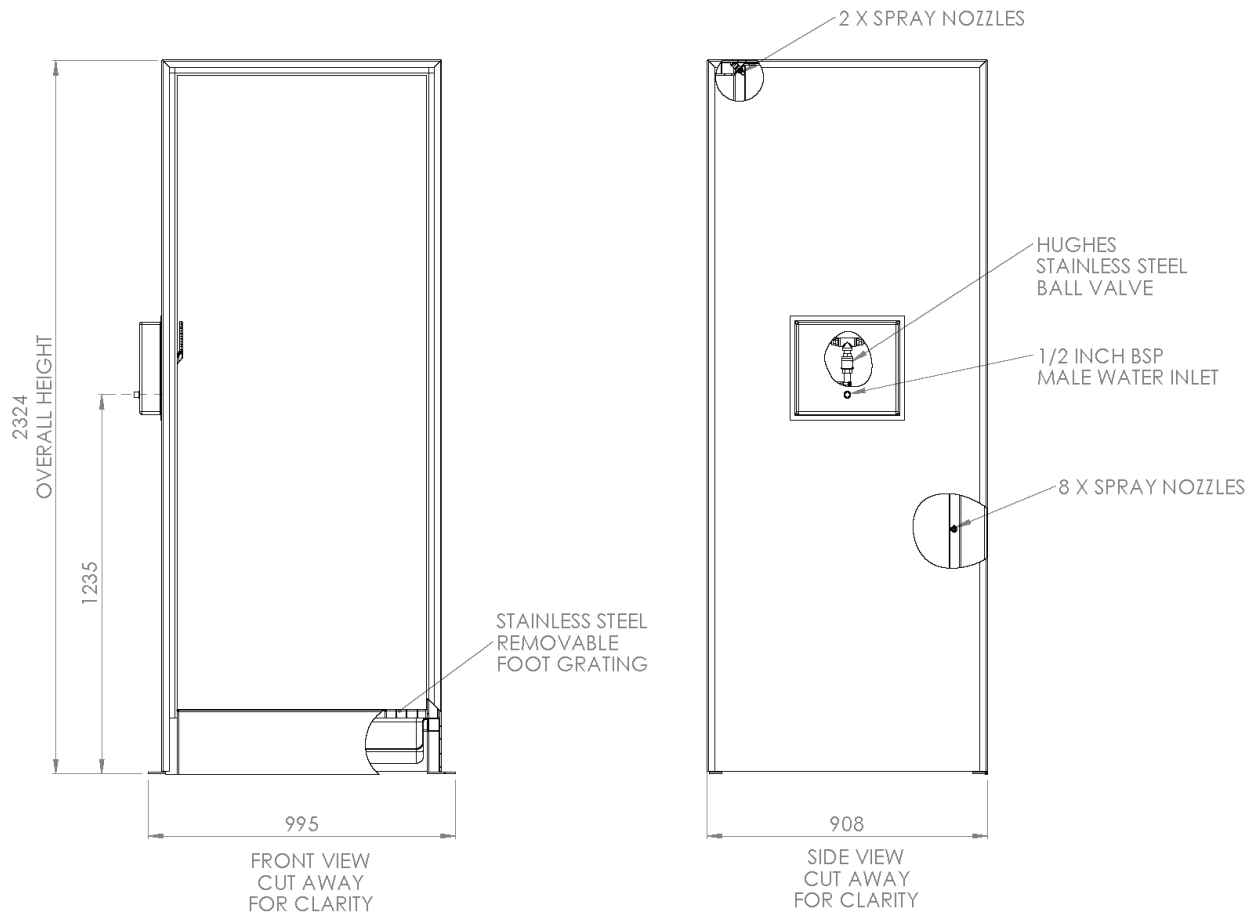 2 X SPRAY NOZZLES
HUGHES
STAINLESS STEEL
BALL VALVE
1/2 INCH BSP
MALE WATER INLET
2324
OVERALL HEIGHT
8 X SPRAY NOZZLES
1235
STAINLESS STEEL
REMOVABLE
FOOT GRATING
995
FRONT VIEW
CUT AWAY
FOR CLARITY
908
SIDE VIEW
CUT AWAY
FOR CLARITY